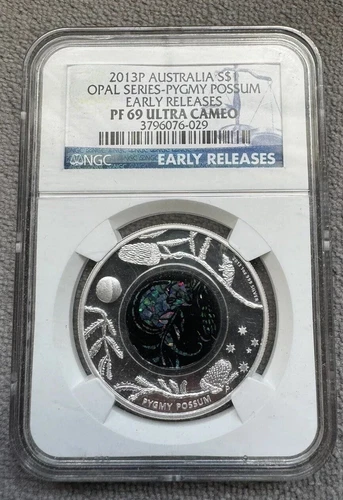 2013P AUSTRALIA S$1
OPAL SERIES-PYGMY POSSUM
EARLY RELEASES
PF 69 ULTRA CAMEO
3796076-029
NGC
EARLY RELEASES
PYGMY POSSUM
P